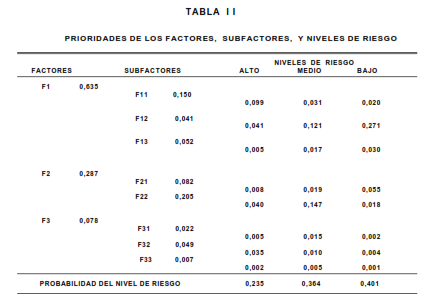 TABLA II
PRIORIDADES DE LOS FACTORES, SUBFACTORES, Y NIVELES DE RIESGO
NIVELES DE RIESGO
FACTORES SUBFACTORES ALTO MEDIO BAJO
F1 0,635
F11 0,150
0,099 0,031 0,020
F12 0,041
0,041 0,121 0,271
F13 0,052
0,005 0,017 0,030
F2 0,287
F21 0,082
0,008 0,019 0,055
F22 0,205
0,040 0,147 0,018
F3 0,078
F31 0,022
0,005 0,015 0,002
F32 0,049
0,035 0,010 0,004
F33 0,007
0,002 0,005 0,001
PROBABILIDAD DEL NIVEL DE RIESGO 0,235 0,364 0,401